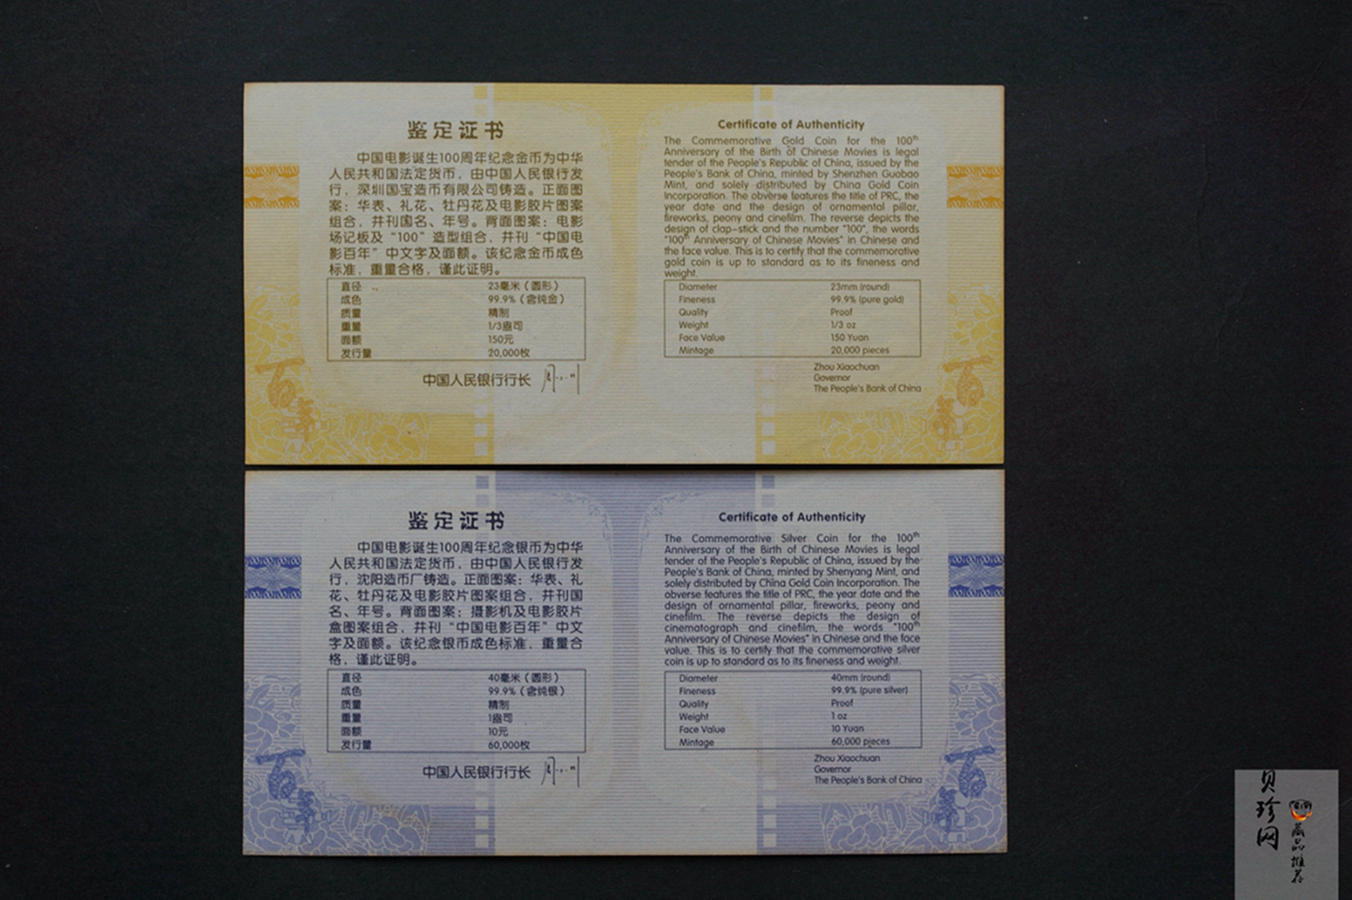 鉴定证书
中国电影诞生100周年纪念金币为中华
人民共和国法定货币，由中国人民银行发
行，深圳国宝造币有限公司铸造。正面图
案：华表、礼花、牡丹花及电影胶片图案
组合，并刊国名、年号。背面图案：电影
场记板及“100”造型组合，并刊“中国电
影百年”中文字及面额。该纪念金币成色
标准，重量合格，谨此证明。
直径 23毫米（圆形）
成色 99.9%（含纯金）
质量 精制
重量 1/3盎司
面额 150元
发行量 20,000枚
中国人民银行行长
Certificate of Authenticity
The Commemorative Gold Coin for the 100th
Anniversary of the Birth of Chinese Movies is legal
tender of the People's Republic of China, issued by the
People's Bank of China, minted by Shenzhen Guobao
Mint, and solely distributed by China Gold Coin
Incorporation. The obverse features the title of PRC, the
year date and the design of ornamental pillar,
fireworks, peony and cinefilm. The reverse depicts the
design of clap-stick and the number "100", the words
"100th Anniversary of Chinese Movies" in Chinese and
the face value. This is to certify that the commemorative
gold coin is up to standard as to its fineness and
weight.
Diameter 23mm (round)
Fineness 99.9% (pure gold)
Quality Proof
Weight 1/3 oz
Face Value 150 Yuan
Mintage 20,000 pieces
Zhou Xiaochuan
Governor
The People's Bank of China
百年
百年
鉴定证书
中国电影诞生100周年纪念银币为中华
人民共和国法定货币，由中国人民银行发
行，沈阳造币厂铸造。正面图案：华表、礼
花、牡丹花及电影胶片图案组合，并刊国
名、年号。背面图案：摄影机及电影胶片
盒图案组合，并刊“中国电影百年”中文
字及面额。该纪念银币成色标准，重量合
格，谨此证明。
直径 40毫米（圆形）
成色 99.9%（含纯银）
质量 精制
重量 1盎司
面额 10元
发行量 60,000枚
中国人民银行行长
Certificate of Authenticity
The Commemorative Silver Coin for the 100th
Anniversary of the Birth of Chinese Movies is legal
tender of the People's Republic of China, issued by the
People's Bank of China, minted by Shenyang Mint, and
solely distributed by China Gold Coin Incorporation. The
obverse features the title of PRC, the year date and the
design of ornamental pillar, fireworks, peony and
cinefilm. The reverse depicts the design of
cinematograph and cinefilm, the words "100th
Anniversary of Chinese Movies" in Chinese and the face
value. This is to certify that the commemorative silver
coin is up to standard as to its fineness and weight.
Diameter 40mm (round)
Fineness 99.9% (pure silver)
Quality Proof
Weight 1 oz
Face Value 10 Yuan
Mintage 60,000 pieces
Zhou Xiaochuan
Governor
The People's Bank of China
百年
百年
贝珍网
藏品推荐